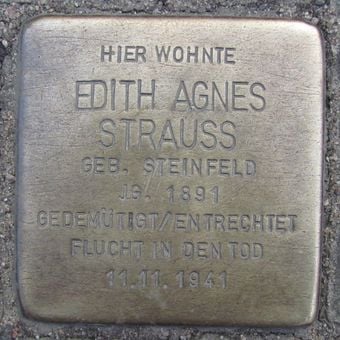 HIER WOHNTE
EDITH AGNES
STRAUSS
GEB. STEINFELD
JG. 1891
GEDEMÜTIGT/ENTRECHTET
FLUCHT IN DEN TOD
11.11.1941